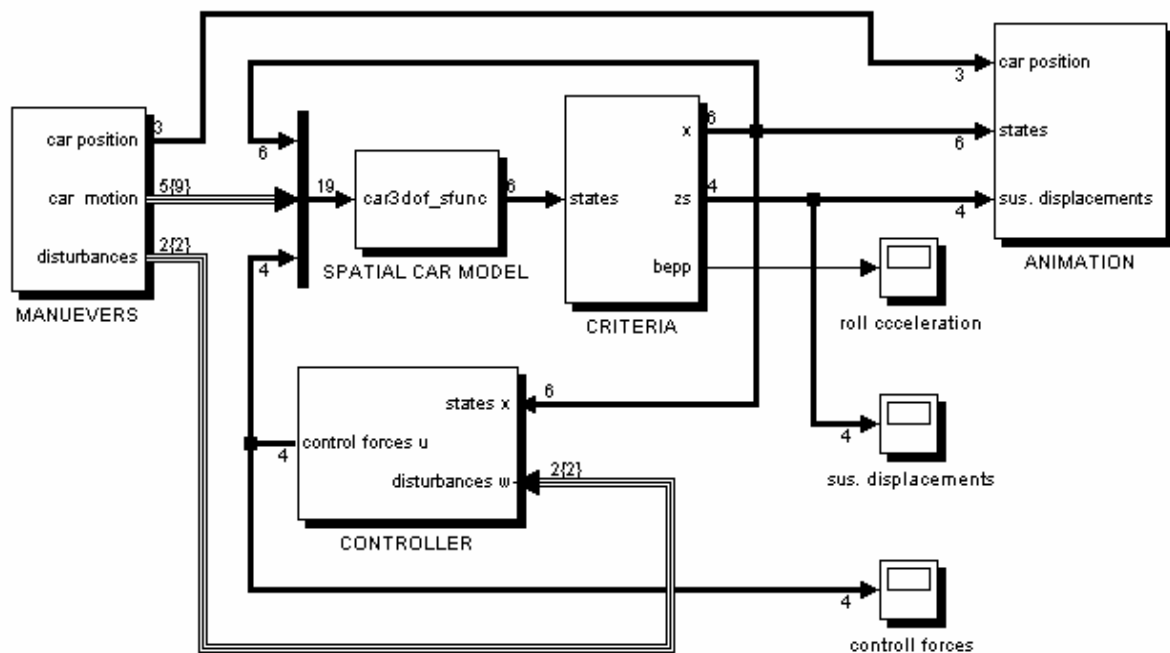 car position
3
car motion
5{9}
disturbances
2{2}
MANUEVERS
6
4
19
car3dof_sfunc
6
SPATIAL CAR MODEL
states
x
6
zs
4
bepp
CRITERIA
3
car position
6
states
4
sus. displacements
ANIMATION
roll ccceleration
4
sus. displacements
states x
6
control forces u
4
disturbances w
2{2}
CONTROLLER
4
controll forces